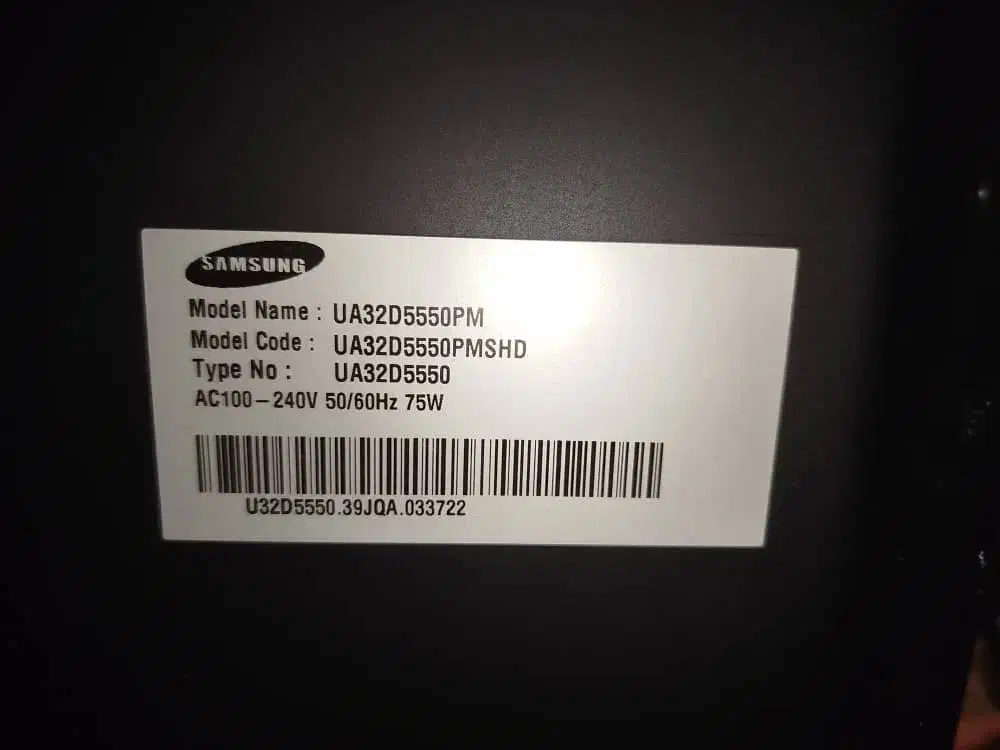 SAMSUNG
Model Name : UA32D5550PM
Model Code : UA32D5550PMSHD
Type No : UA32D5550
AC100-240V 50/60Hz 75W
U32D5550.39JQA.033722